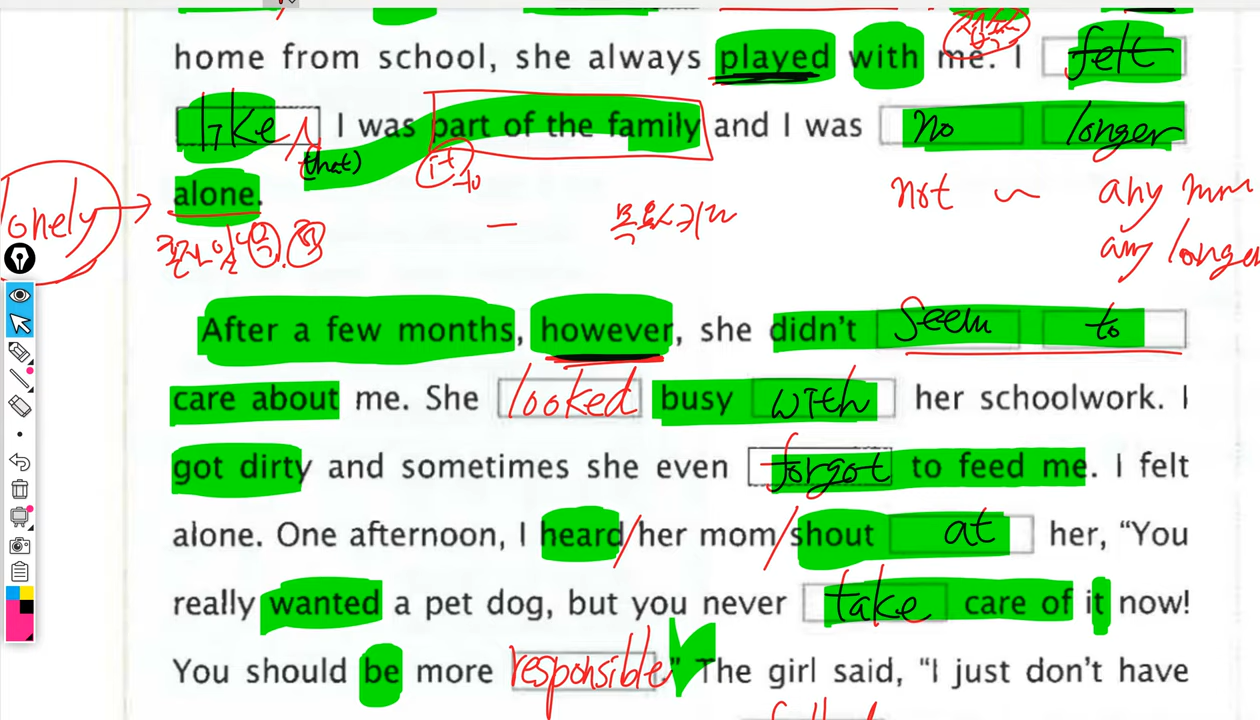 home from school, she always played with me. I felt
like I was part of the family and I was no longer
(that) it
alone.
to
lonely
not ~ any more
any longer
After a few months, however, she didn't seem to
care about me. She looked busy with her schoolwork. I
got dirty and sometimes she even forgot to feed me. I felt
alone. One afternoon, I heard her mom shout at her, “You
really wanted a pet dog, but you never take care of it now!
You should be more responsible.” The girl said, “I just don't have